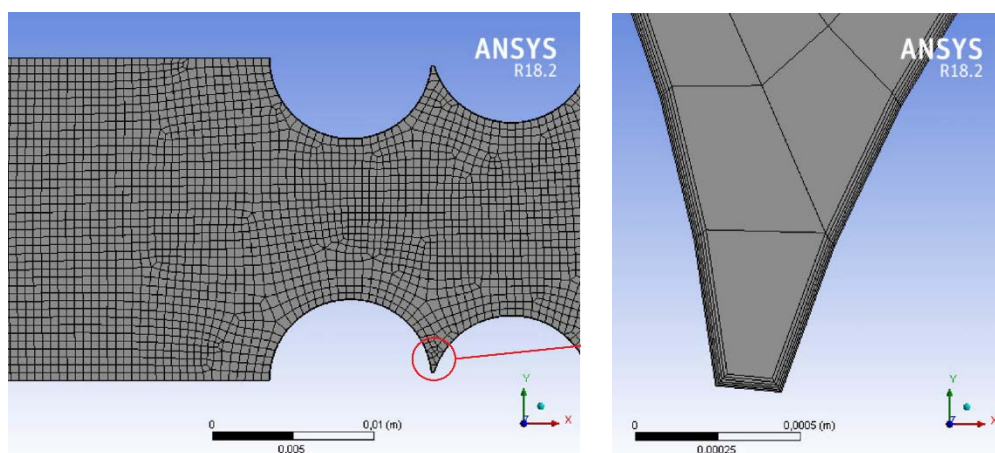 ANSYS
R18.2
Y
X
Z
0
0,01 (m)
0.005
ANSYS
R18.2
Y
X
Z
0
0,0005 (m)
0.00025